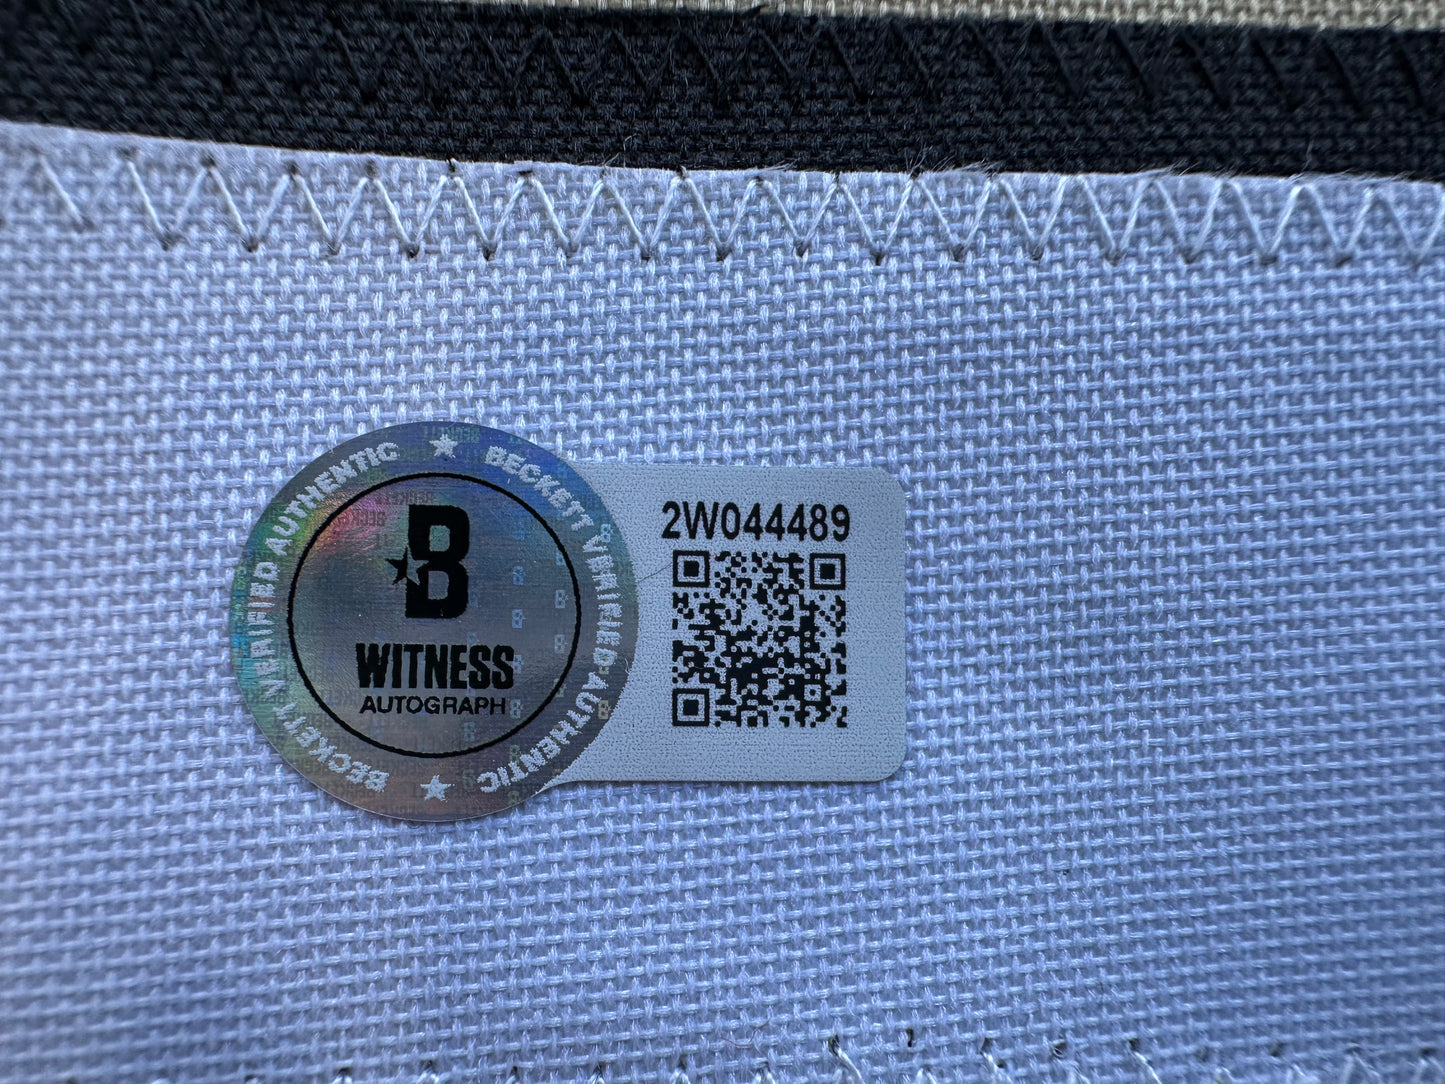 BECKETT VERIFIED AUTHENTIC ★ BECKETT VERIFIED AUTHENTIC ★
B
WITNESS
AUTOGRAPH
2W044489